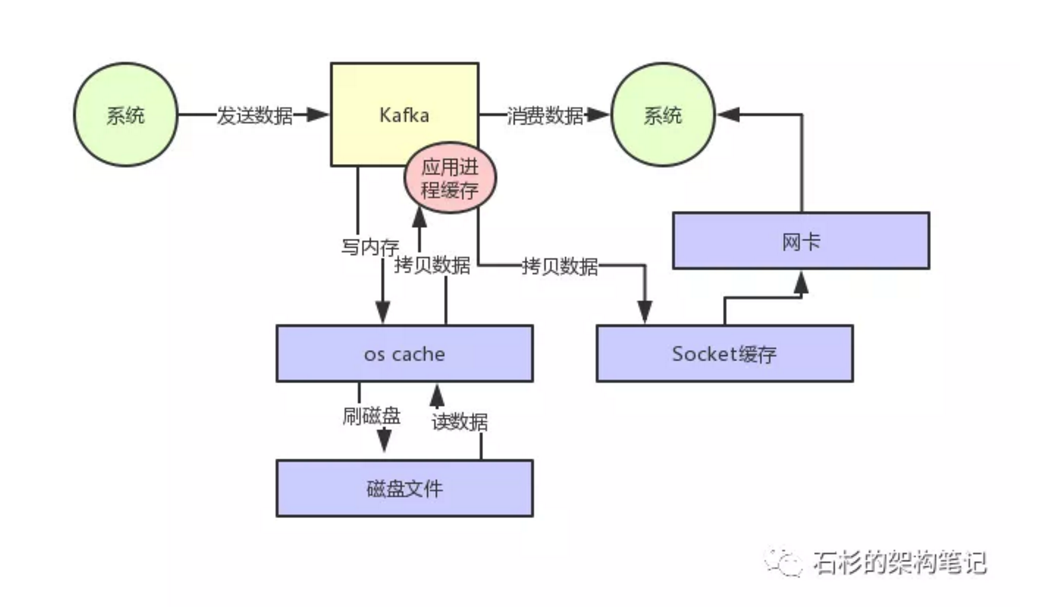 系统
发送数据
Kafka
消费数据
系统
应用进
程缓存
网卡
写内存
拷贝数据
拷贝数据
os cache
Socket缓存
刷磁盘
读数据
磁盘文件
石杉的架构笔记